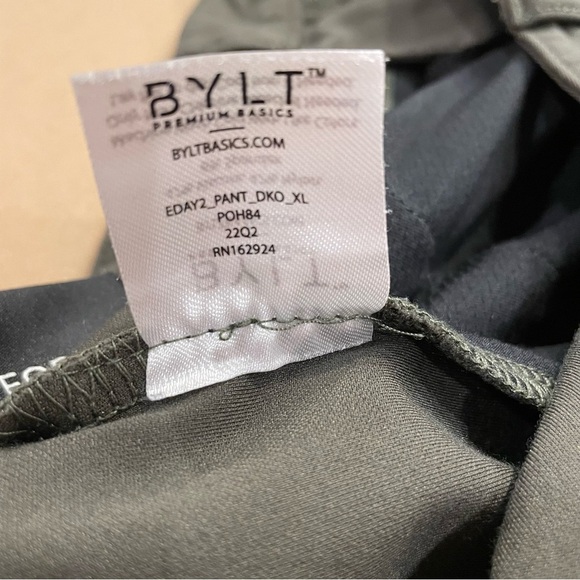 BYLT™
PREMIUM BASICS
BYLTBASICS.COM
EDAY2_PANT_DKO_XL
POH84
22Q2
RN162924